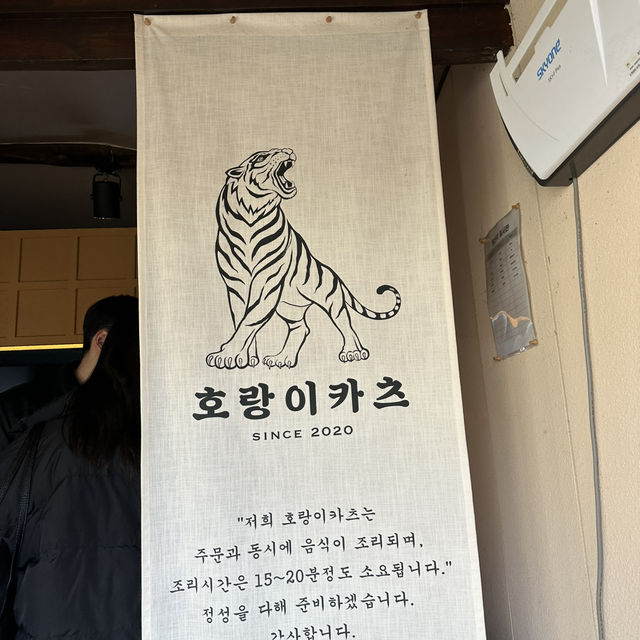 호랑이카츠
SINCE 2020
"저희 호랑이카츠는
주문과 동시에 음식이 조리되며,
조리시간은 15~20분정도 소요됩니다."
정성을 다해 준비하겠습니다.
감사합니다.
SKYONE